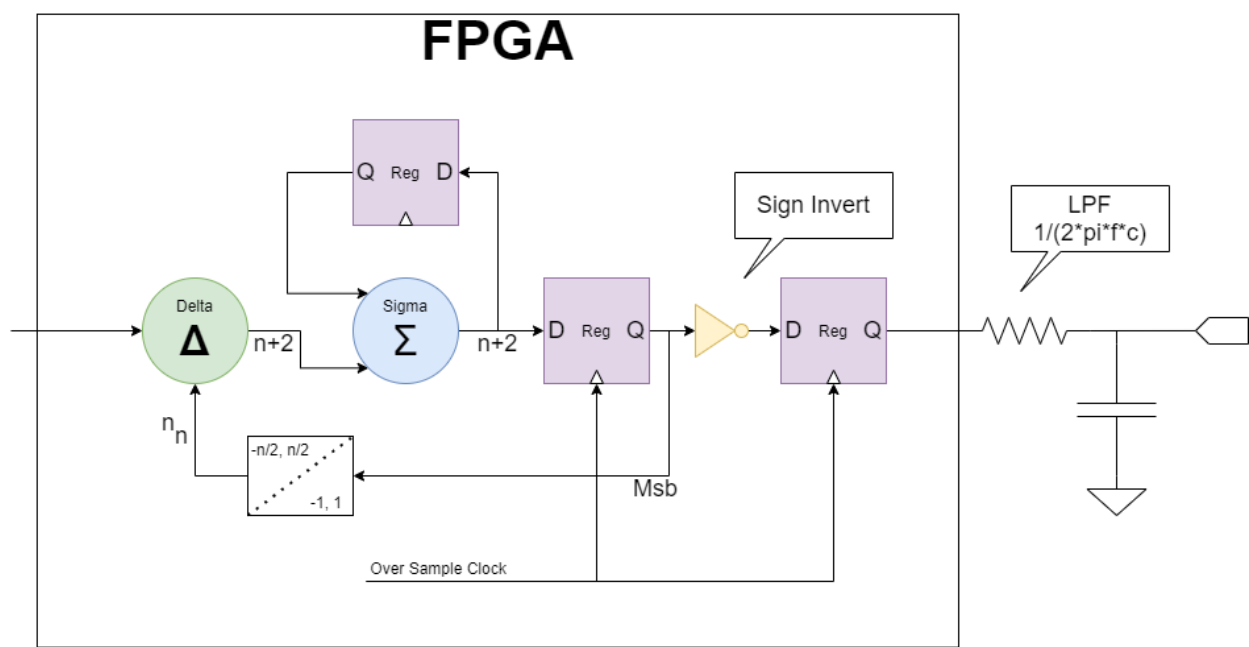 FPGA
Q Reg D
Sign Invert
LPF
1/(2*pi*f*c)
Delta
Δ
n+2
Sigma
Σ
n+2
D Reg Q
D Reg Q
n n
-n/2, n/2
-1, 1
Msb
Over Sample Clock